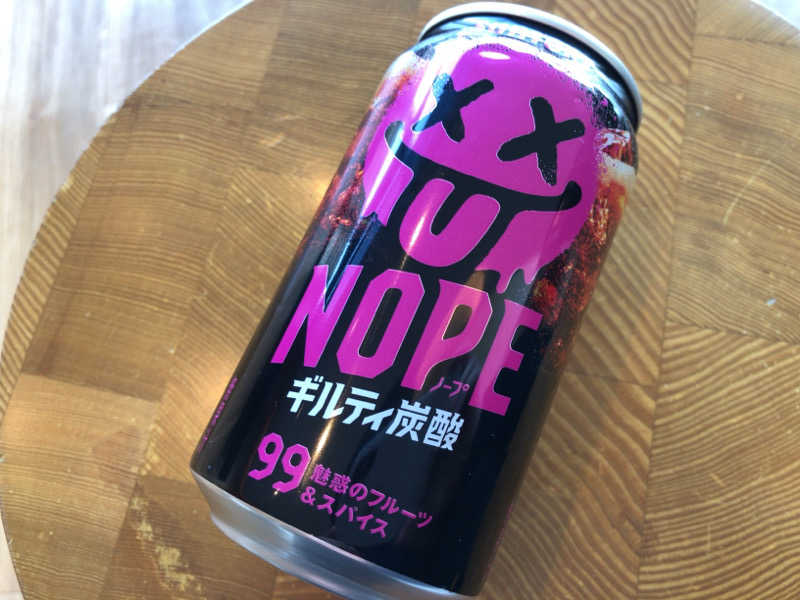 NOPE
ノープ
ギルティ炭酸
99 魅惑のフルーツ
&スパイス